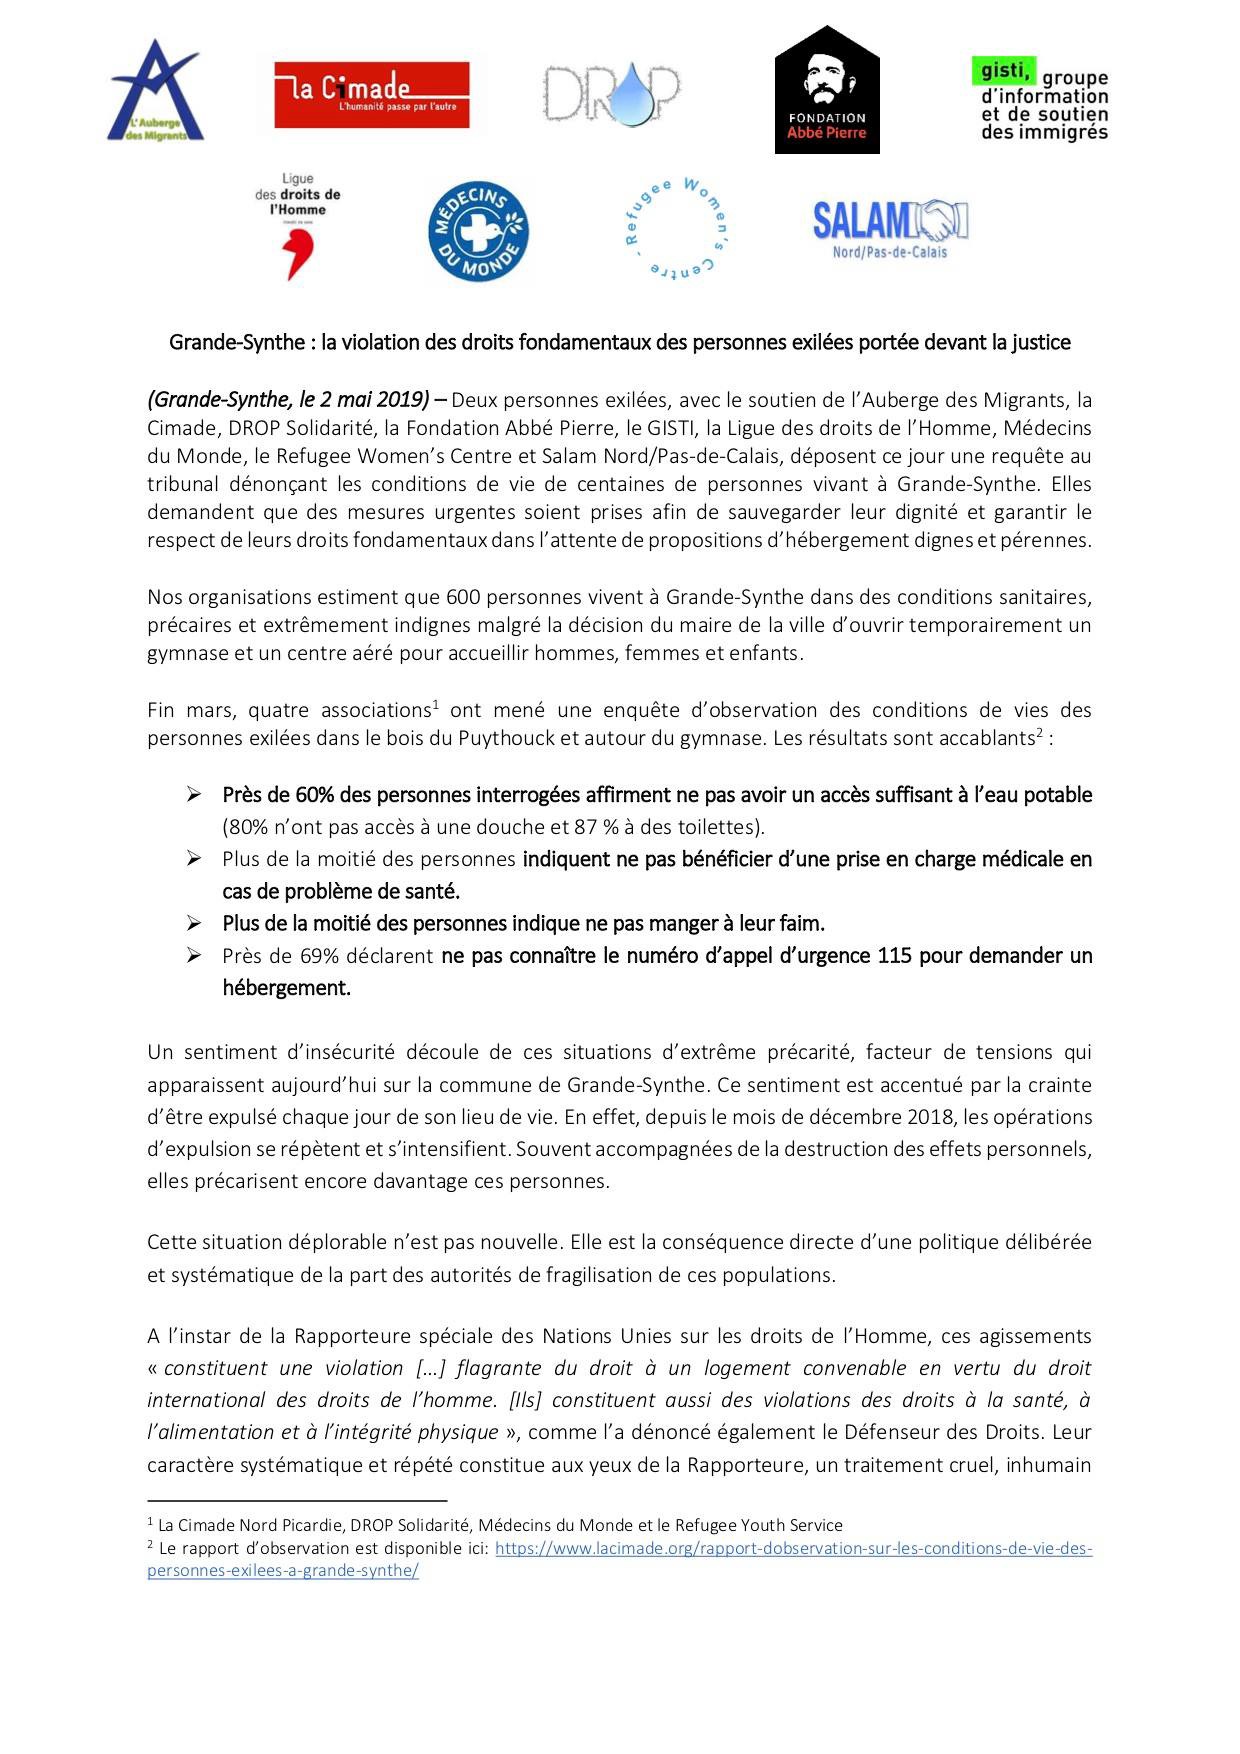 L'Auberge
des Migrants
la Cimade
L'humanité passe par l'autre
DROP
FONDATION
Abbé Pierre
gisti, groupe
d'information
et de soutien
des immigrés
Ligue
des droits de
l'Homme
MÉDECINS
DU MONDE
Refugee Women's Centre -
SALAM
Nord/Pas-de-Calais
Grande-Synthe : la violation des droits fondamentaux des personnes exilées portée devant la justice
(Grande-Synthe, le 2 mai 2019) – Deux personnes exilées, avec le soutien de l'Auberge des Migrants, la
Cimade, DROP Solidarité, la Fondation Abbé Pierre, le GISTI, la Ligue des droits de l'Homme, Médecins
du Monde, le Refugee Women's Centre et Salam Nord/Pas-de-Calais, déposent ce jour une requête au
tribunal dénonçant les conditions de vie de centaines de personnes vivant à Grande-Synthe. Elles
demandent que des mesures urgentes soient prises afin de sauvegarder leur dignité et garantir le
respect de leurs droits fondamentaux dans l'attente de propositions d'hébergement dignes et pérennes.
Nos organisations estiment que 600 personnes vivent à Grande-Synthe dans des conditions sanitaires,
précaires et extrêmement indignes malgré la décision du maire de la ville d'ouvrir temporairement un
gymnase et un centre aéré pour accueillir hommes, femmes et enfants.
Fin mars, quatre associations1 ont mené une enquête d'observation des conditions de vies des
personnes exilées dans le bois du Puythouck et autour du gymnase. Les résultats sont accablants2 :
➢ Près de 60% des personnes interrogées affirment ne pas avoir un accès suffisant à l'eau potable
(80% n'ont pas accès à une douche et 87 % à des toilettes).
➢ Plus de la moitié des personnes indiquent ne pas bénéficier d'une prise en charge médicale en
cas de problème de santé.
➢ Plus de la moitié des personnes indique ne pas manger à leur faim.
➢ Près de 69% déclarent ne pas connaître le numéro d'appel d'urgence 115 pour demander un
hébergement.
Un sentiment d'insécurité découle de ces situations d'extrême précarité, facteur de tensions qui
apparaissent aujourd'hui sur la commune de Grande-Synthe. Ce sentiment est accentué par la crainte
d'être expulsé chaque jour de son lieu de vie. En effet, depuis le mois de décembre 2018, les opérations
d'expulsion se répètent et s'intensifient. Souvent accompagnées de la destruction des effets personnels,
elles précarisent encore davantage ces personnes.
Cette situation déplorable n'est pas nouvelle. Elle est la conséquence directe d'une politique délibérée
et systématique de la part des autorités de fragilisation de ces populations.
A l'instar de la Rapporteure spéciale des Nations Unies sur les droits de l'Homme, ces agissements
« constituent une violation [...] flagrante du droit à un logement convenable en vertu du droit
international des droits de l'homme. [Ils] constituent aussi des violations des droits à la santé, à
l'alimentation et à l'intégrité physique », comme l'a dénoncé également le Défenseur des Droits. Leur
caractère systématique et répété constitue aux yeux de la Rapporteure, un traitement cruel, inhumain
1 La Cimade Nord Picardie, DROP Solidarité, Médecins du Monde et le Refugee Youth Service
2 Le rapport d'observation est disponible ici: https://www.lacimade.org/rapport-dobservation-sur-les-conditions-de-vie-des-
personnes-exilees-a-grande-synthe/